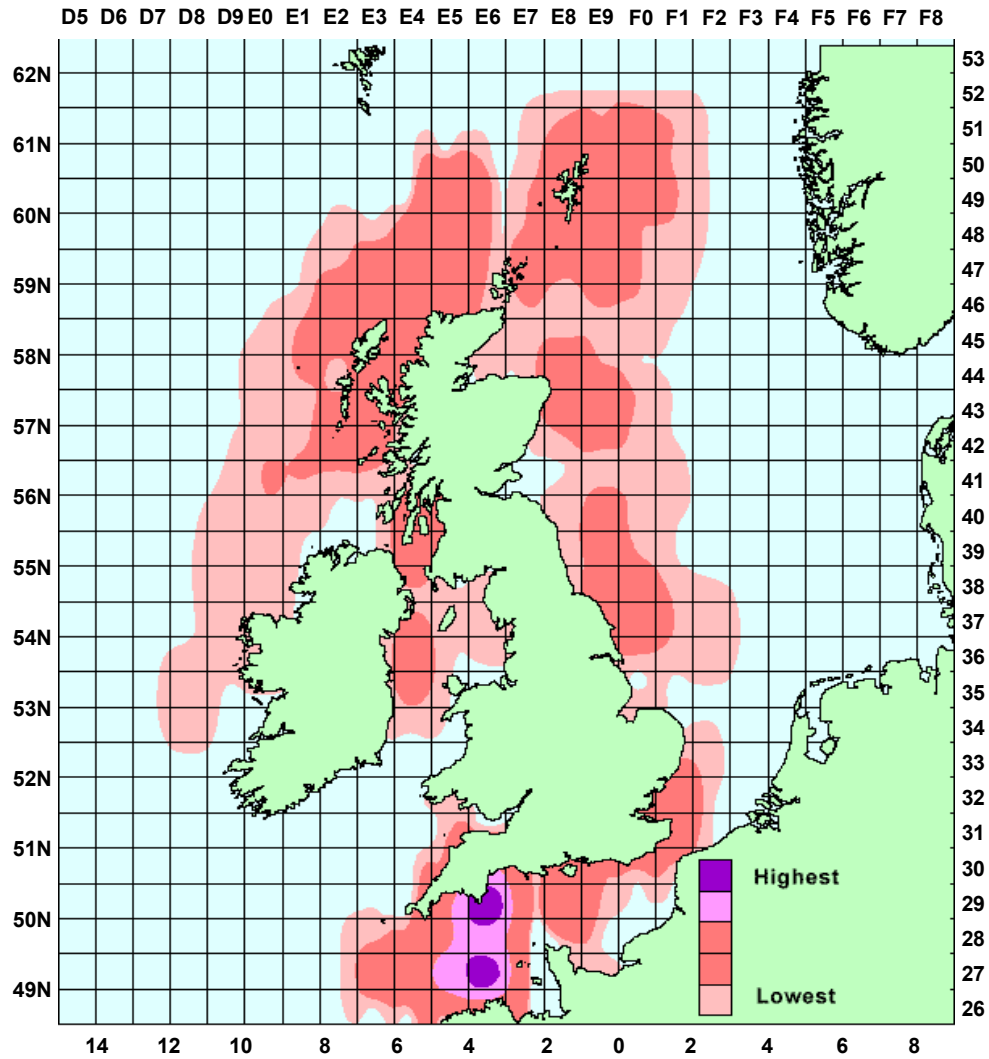 D5 D6 D7 D8 D9 E0 E1 E2 E3 E4 E5 E6 E7 E8 E9 F0 F1 F2 F3 F4 F5 F6 F7 F8
62N 53
52
61N 51
50
60N 49
48
59N 47
46
58N 45
44
57N 43
42
56N 41
40
55N 39
38
54N 37
36
53N 35
34
52N 33
32
51N 31
30
Highest
50N 29
28
49N 27
Lowest 26
14 10 8 6 4 2 0 2 4 6 8